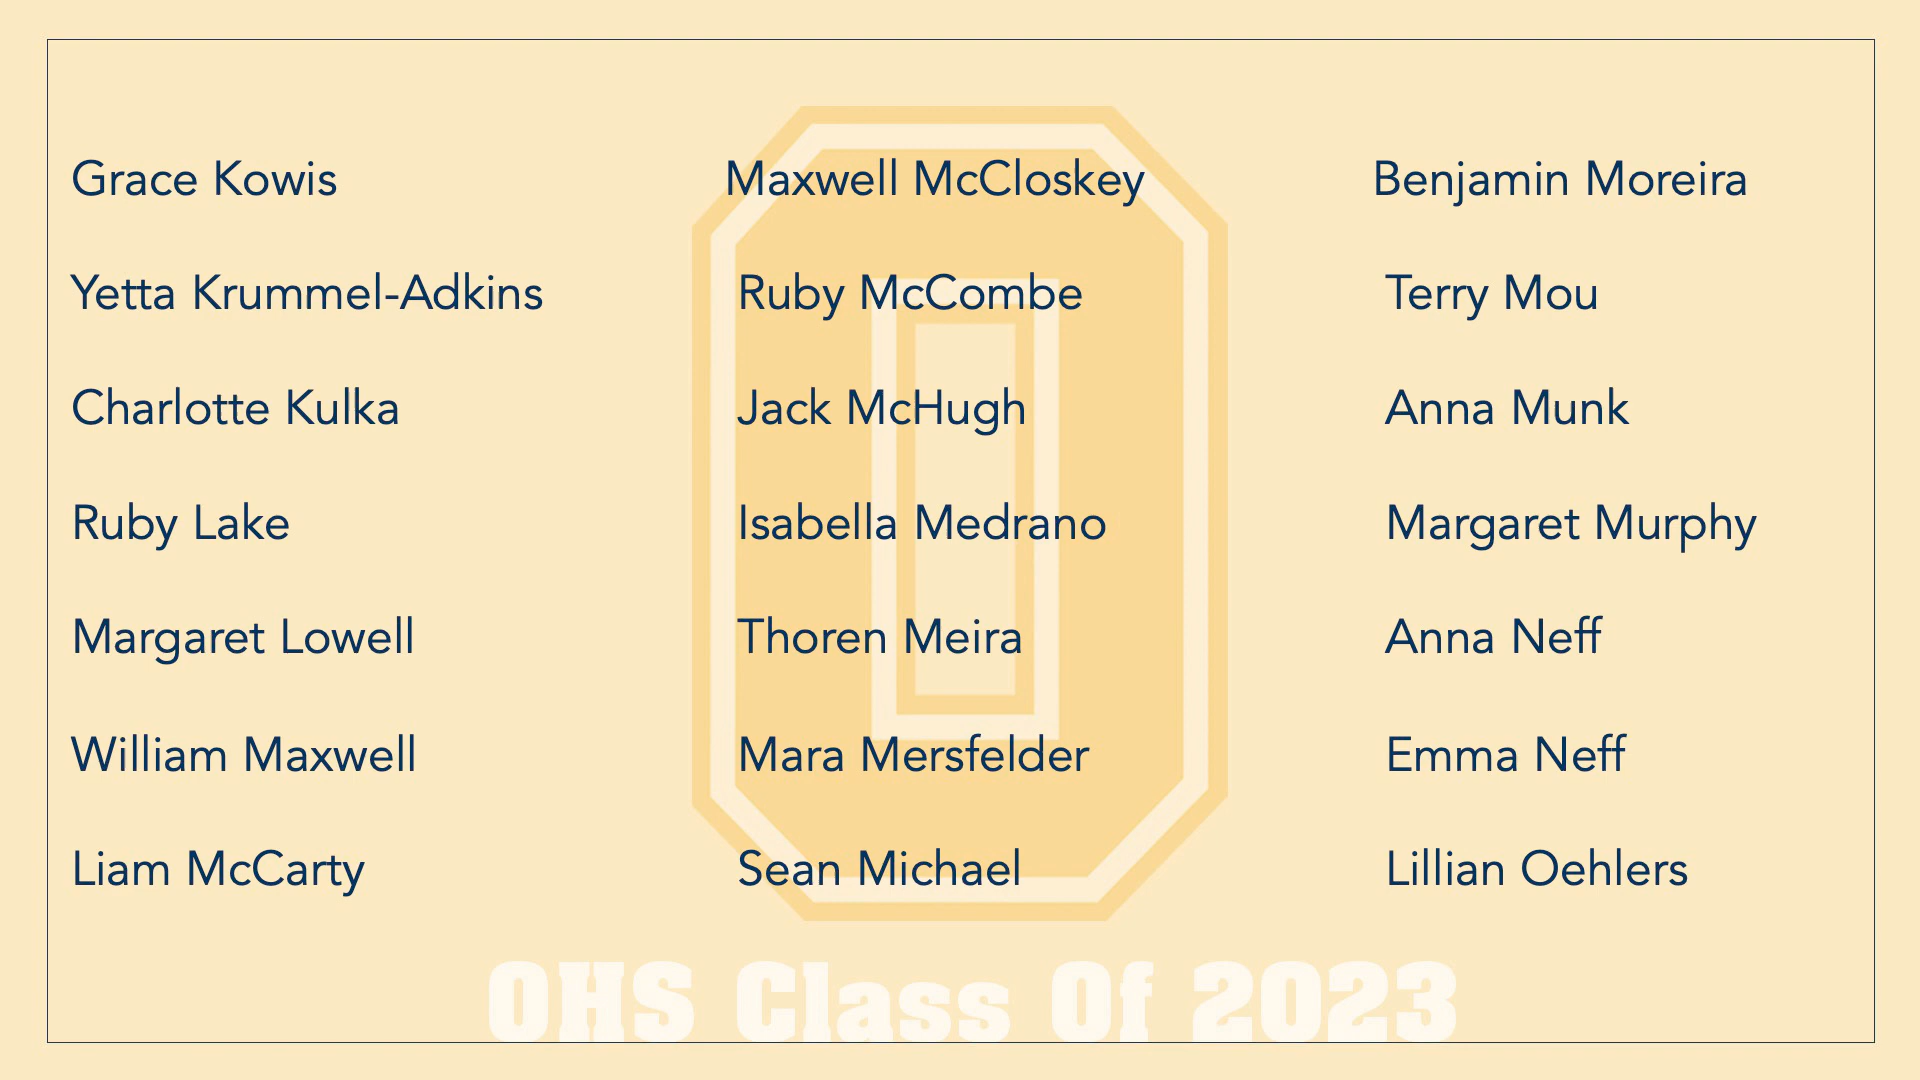 Grace Kowis
Yetta Krummel-Adkins
Charlotte Kulka
Ruby Lake
Margaret Lowell
William Maxwell
Liam McCarty
Maxwell McCloskey
Ruby McCombe
Jack McHugh
Isabella Medrano
Thoren Meira
Mara Mersfelder
Sean Michael
Benjamin Moreira
Terry Mou
Anna Munk
Margaret Murphy
Anna Neff
Emma Neff
Lillian Oehlers
OHS Class Of 2023